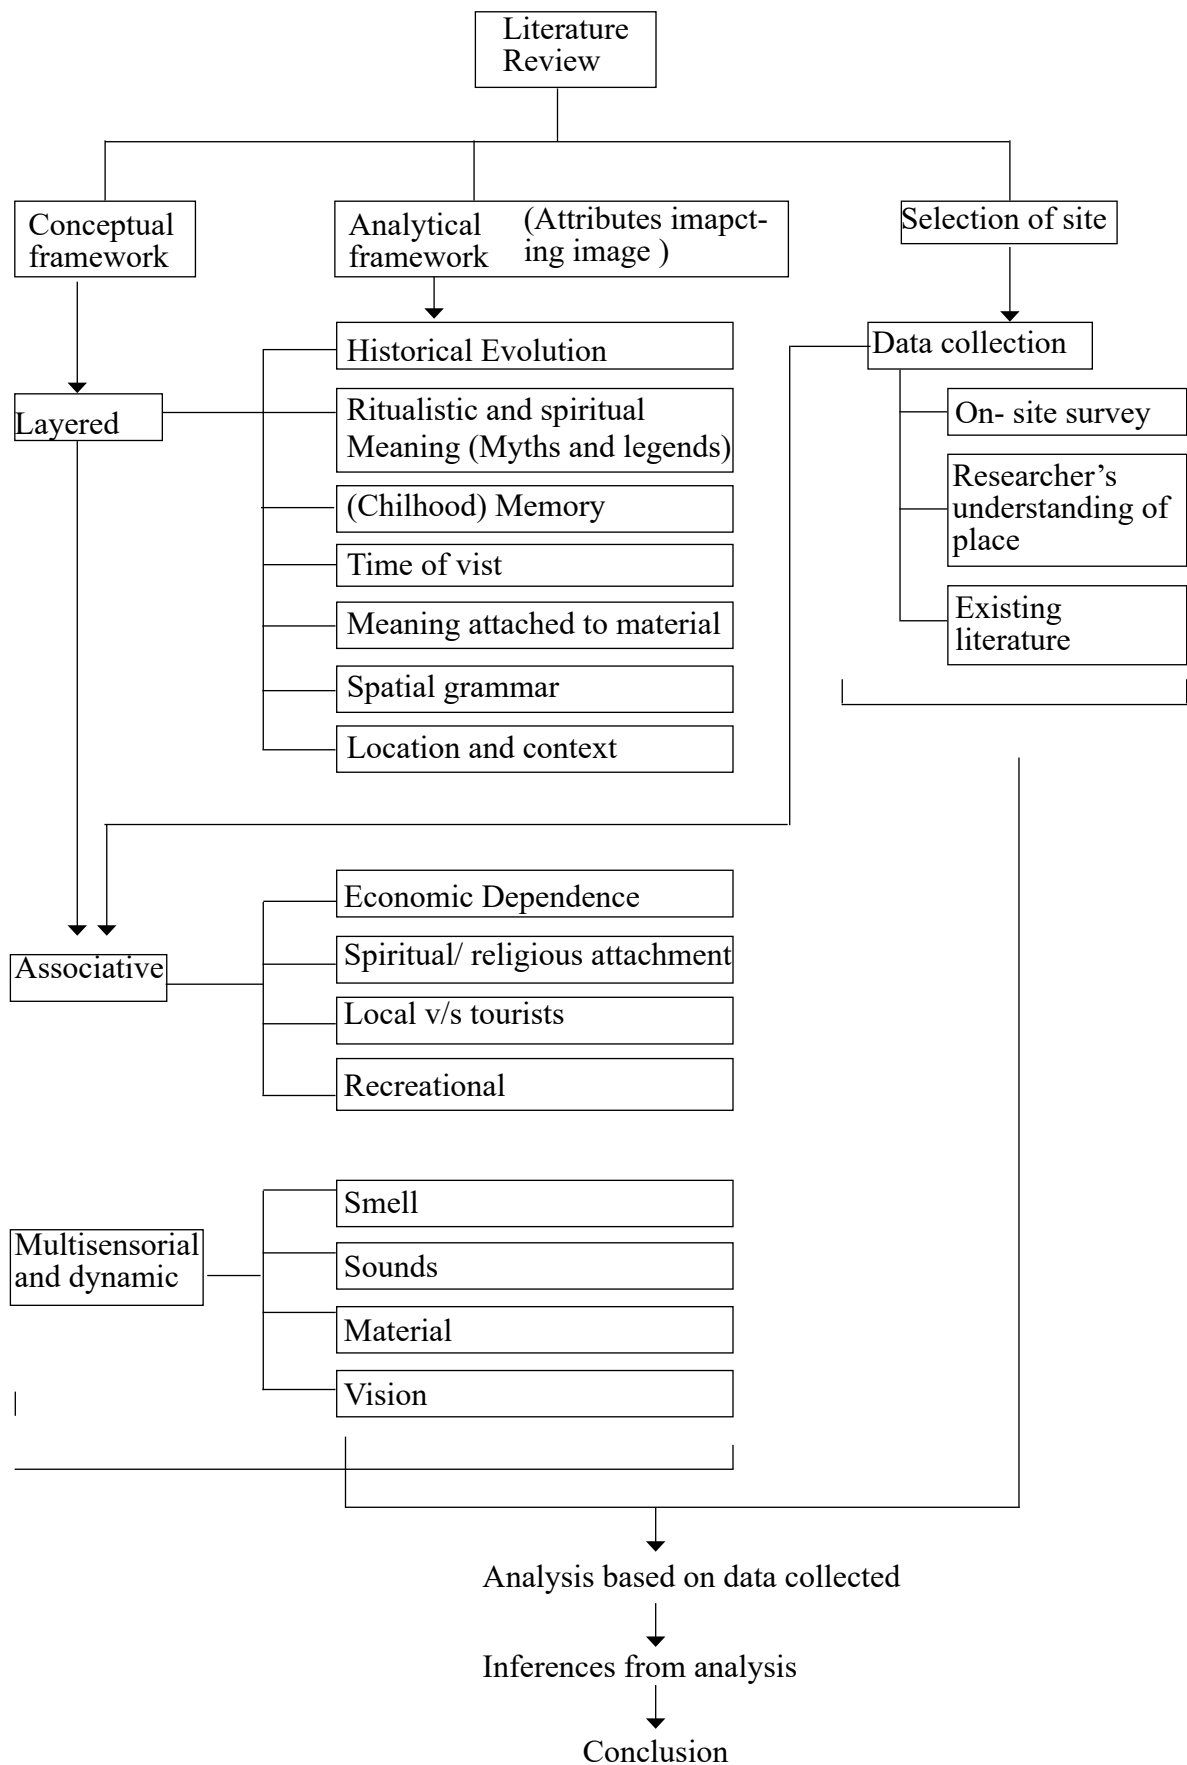 Literature
Review
Conceptual
framework
Analytical
framework
(Attributes imapct-
ing image )
Selection of site
Historical Evolution
Data collection
Layered
Ritualistic and spiritual
Meaning (Myths and legends)
On- site survey
(Chilhood) Memory
Researcher’s
understanding of
place
Time of vist
Meaning attached to material
Existing
literature
Spatial grammar
Location and context
Economic Dependence
Associative
Spiritual/ religious attachment
Local v/s tourists
Recreational
Smell
Multisensorial
and dynamic
Sounds
Material
Vision
Analysis based on data collected
Inferences from analysis
Conclusion